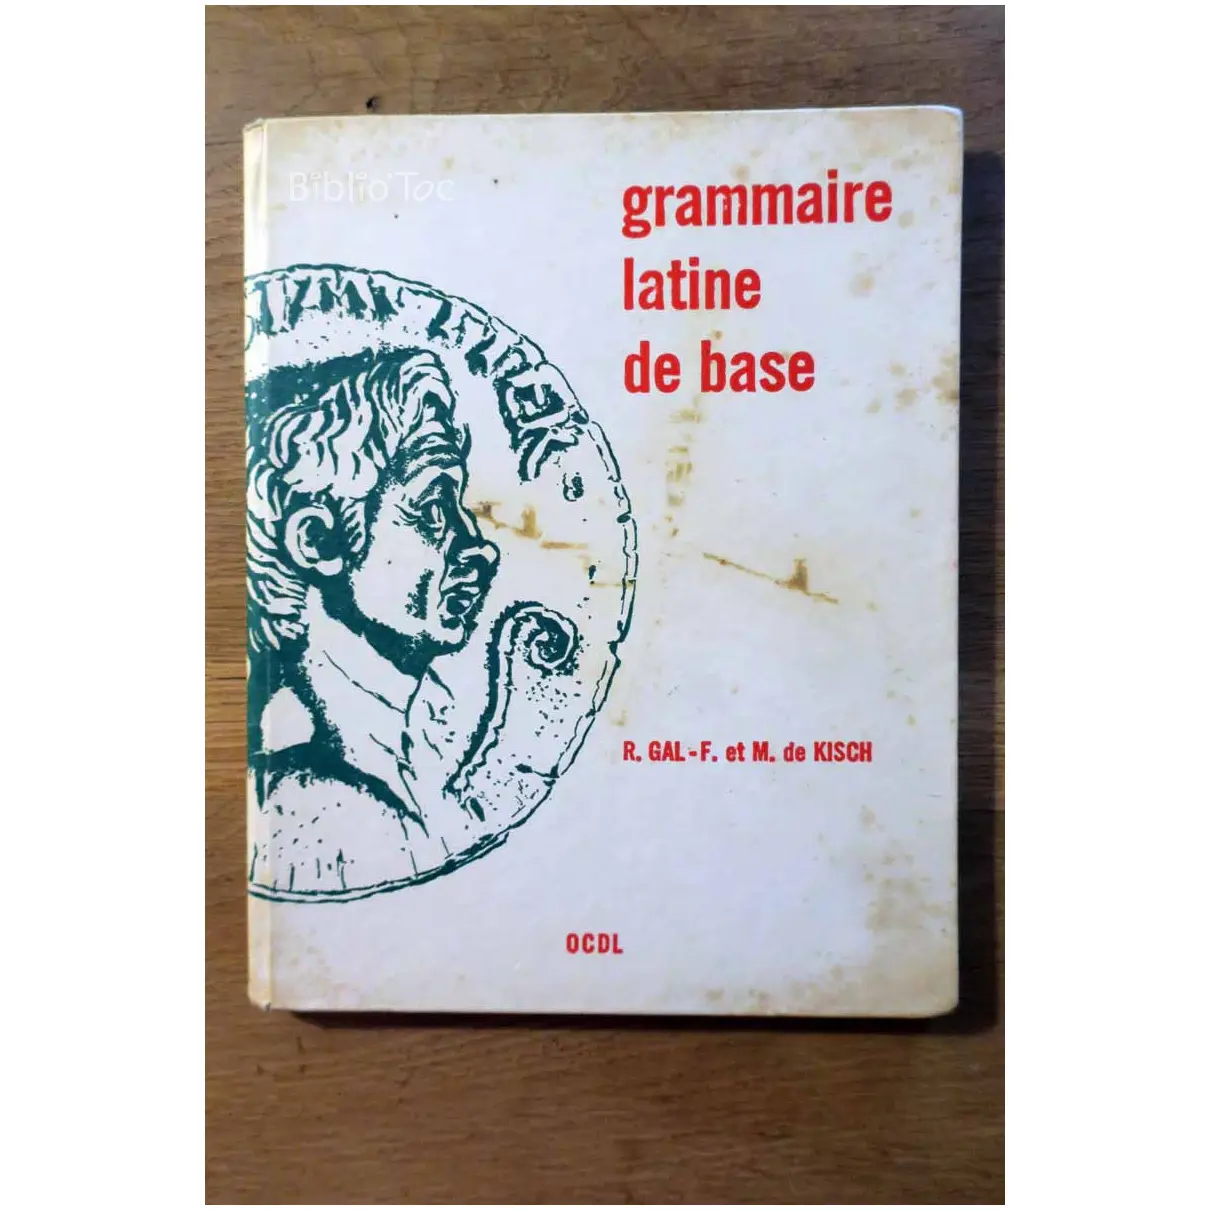 Biblio'Toc
grammaire
latine
de base
R. GAL-F. et M. de KISCH
OCDL